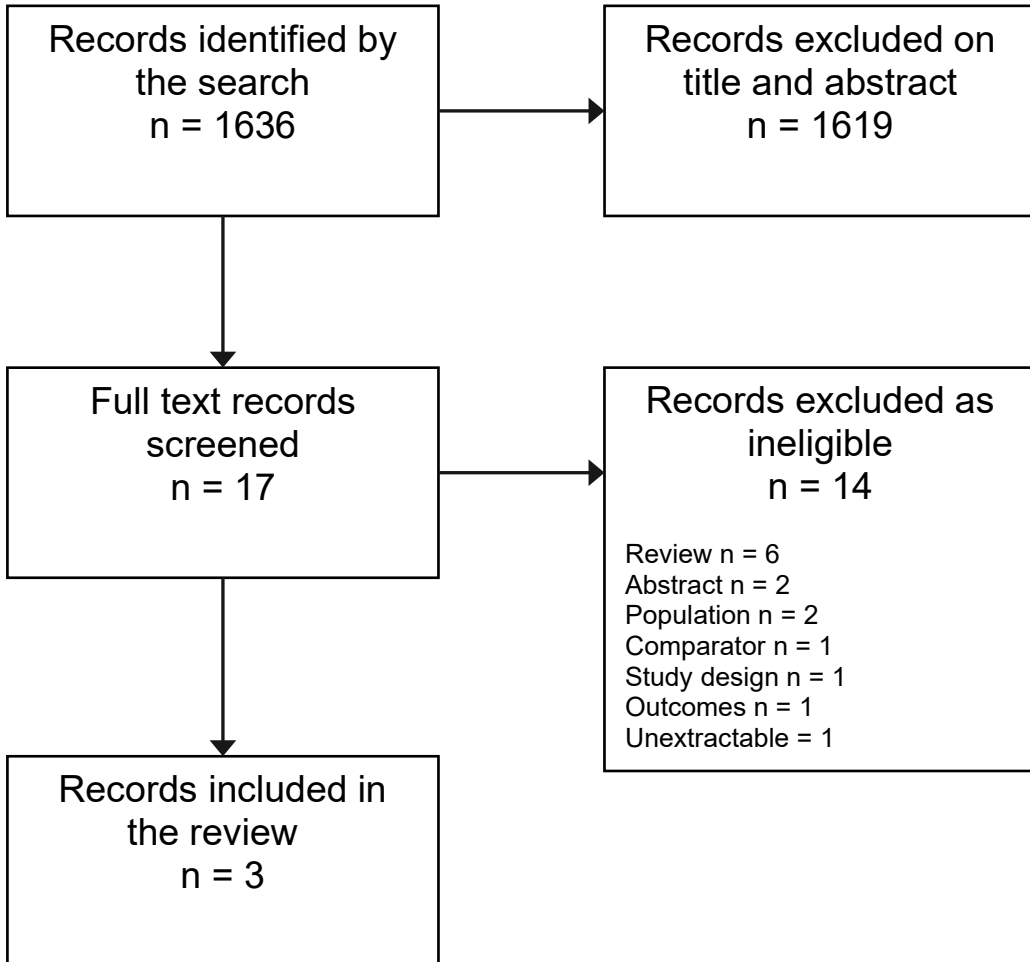 Records identified by
the search
n = 1636
Records excluded on
title and abstract
n = 1619
Full text records
screened
n = 17
Records excluded as
ineligible
n = 14
Review n = 6
Abstract n = 2
Population n = 2
Comparator n = 1
Study design n = 1
Outcomes n = 1
Unextractable = 1
Records included in
the review
n = 3